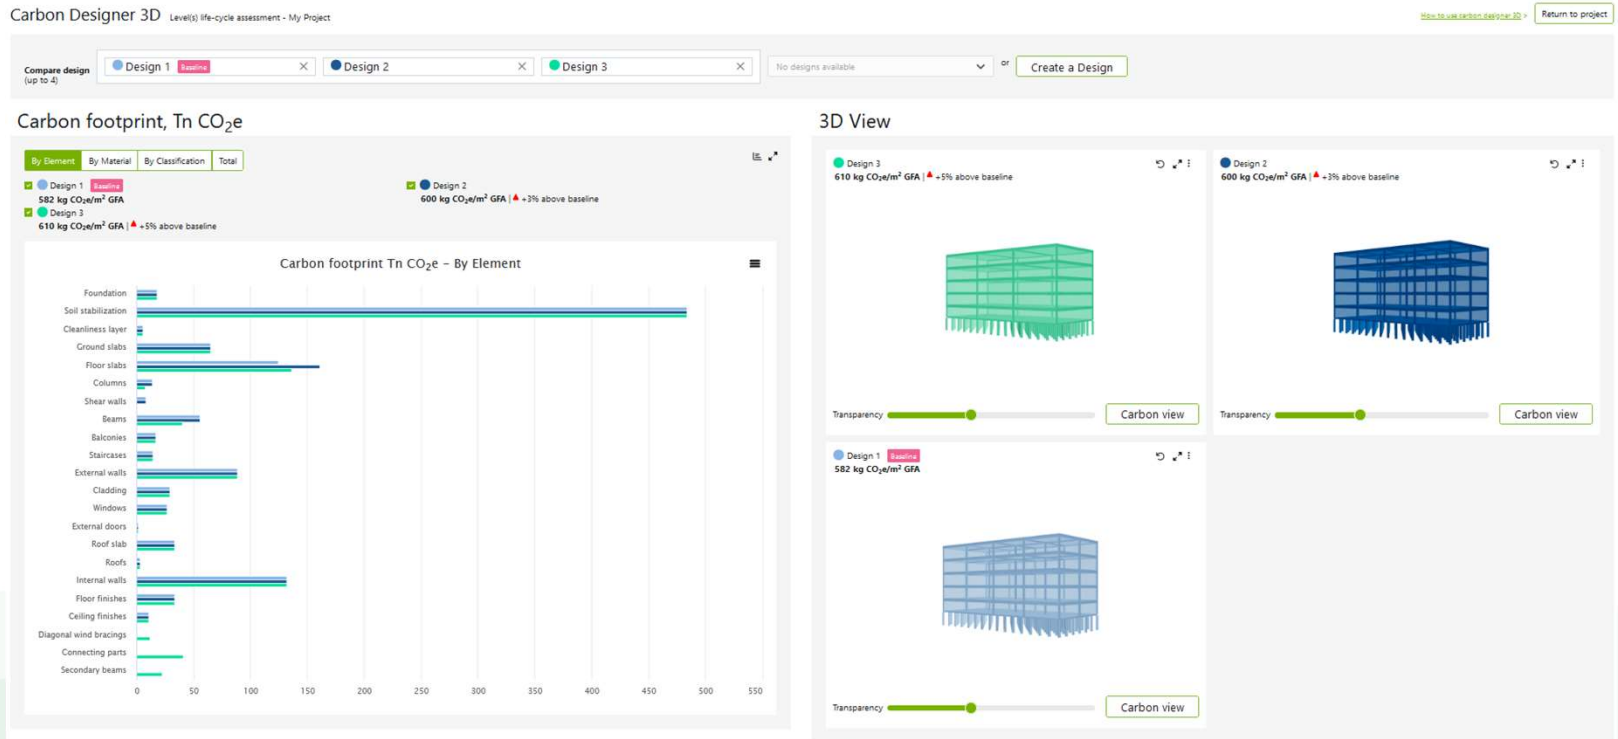 Carbon Designer 3D Level(s) life-cycle assessment - My Project
How to use carbon designer 3D >
Return to project
Compare design
(up to 4)
Design 1 Baseline
Design 2
Design 3
No designs available
or
Create a Design
Carbon footprint, Tn CO₂e
By Element
By Material
By Classification
Total
Design 1 Baseline
582 kg CO₂e/m² GFA
Design 2
600 kg CO₂e/m² GFA | +3% above baseline
Design 3
610 kg CO₂e/m² GFA | +5% above baseline
Carbon footprint Tn CO₂e – By Element
Foundation
Soil stabilization
Cleanliness layer
Ground slabs
Floor slabs
Columns
Shear walls
Beams
Balconies
Staircases
External walls
Cladding
Windows
External doors
Roof slab
Roofs
Internal walls
Floor finishes
Ceiling finishes
Diagonal wind bracings
Connecting parts
Secondary beams
0 50 100 150 200 250 300 350 400 450 500 550
3D View
Design 3
610 kg CO₂e/m² GFA | +5% above baseline
Transparency
Carbon view
Design 2
600 kg CO₂e/m² GFA | +3% above baseline
Transparency
Carbon view
Design 1 Baseline
582 kg CO₂e/m² GFA
Transparency
Carbon view